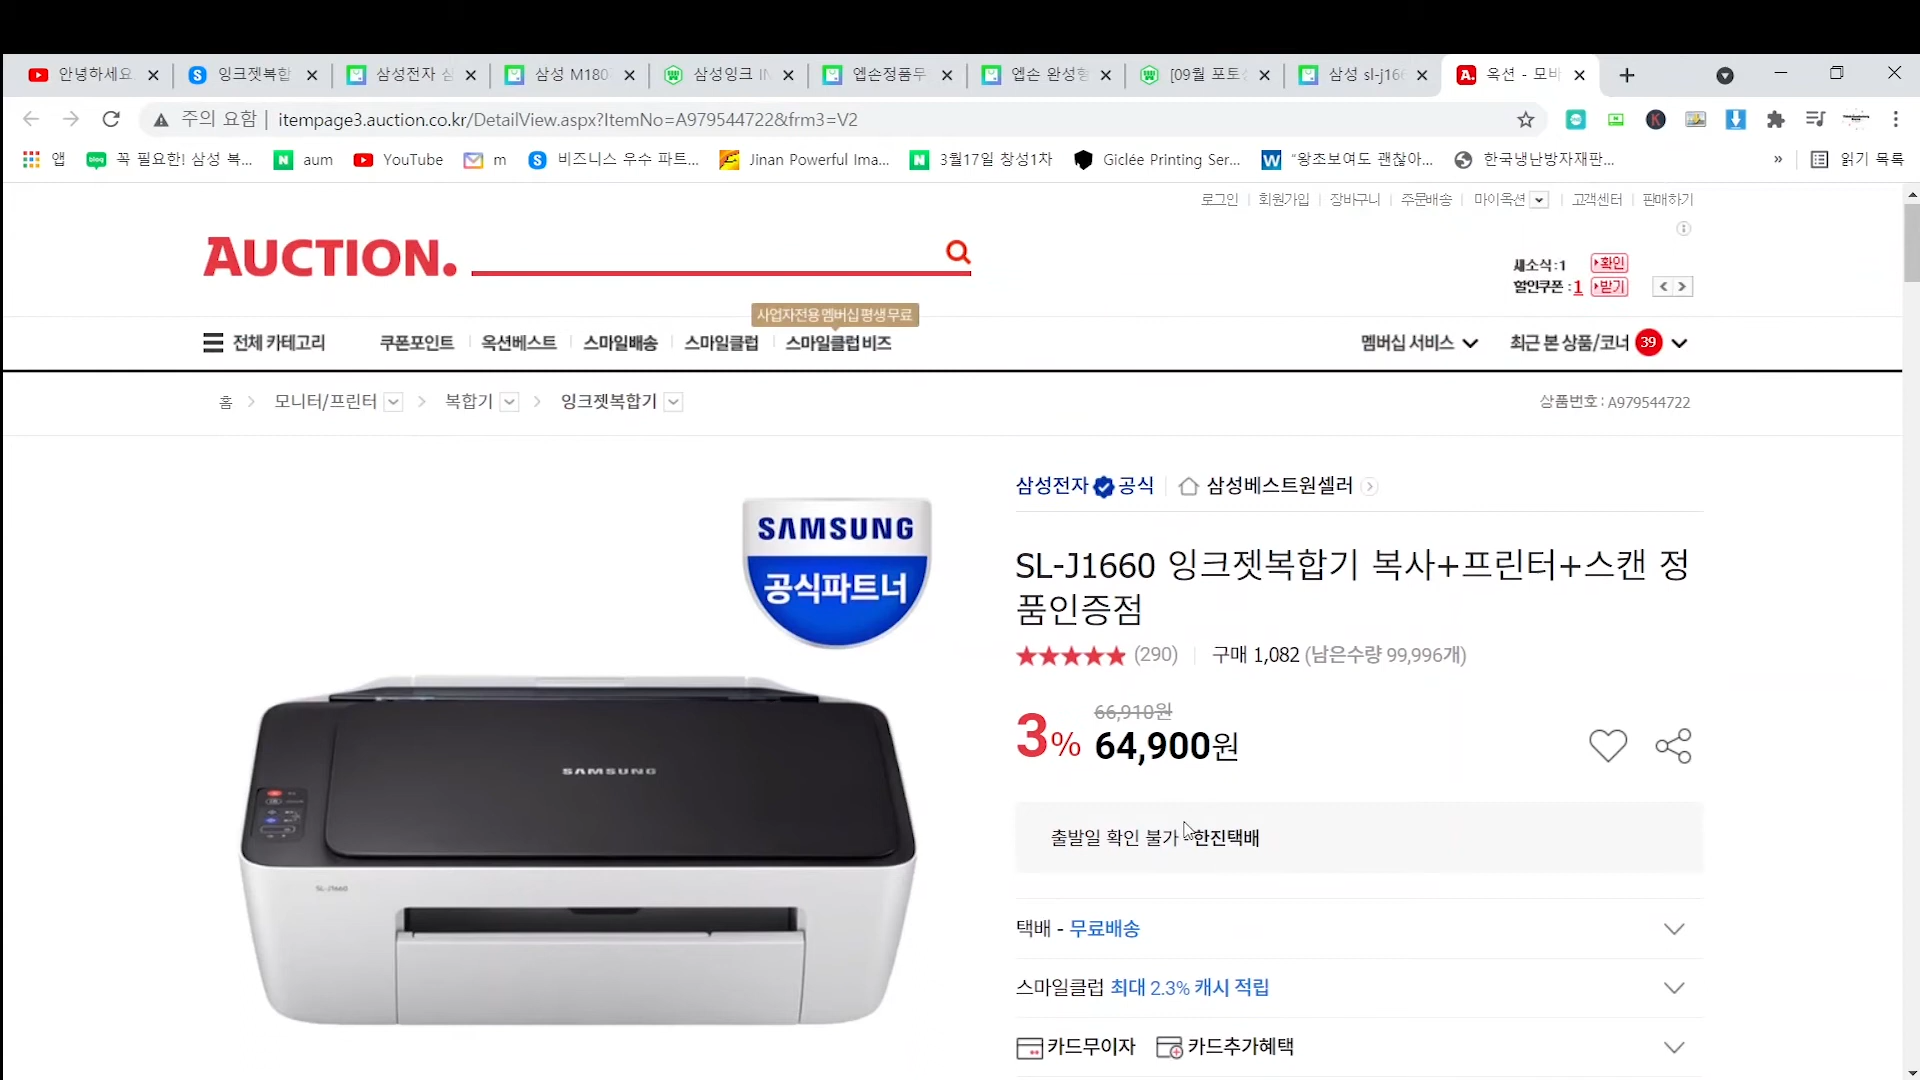 안녕하세요
잉크젯복합
삼성전자 삼
삼성 M180
삼성잉크 IN
엡손정품무
엡손 완성형
[09월 포토
삼성 sl-j166
옥션 - 모바
주의 요함 | itempage3.auction.co.kr/DetailView.aspx?ItemNo=A979544722&frm3=V2
앱
꼭 필요한! 삼성 복...
aum
YouTube
m
비즈니스 우수 파트...
Jinan Powerful Ima...
3월17일 창성1차
Giclée Printing Ser...
"왕초보여도 괜찮아...
한국냉난방자재판...
» 읽기 목록
로그인 | 회원가입 | 장바구니 | 주문배송 | 마이옥션 | 고객센터 | 판매하기
AUCTION.
새소식 : 1 확인
할인쿠폰 : 1 받기
사업자전용 멤버십 평생 무료
전체 카테고리 쿠폰포인트 옥션베스트 스마일배송 스마일클럽 스마일클럽 비즈 멤버십 서비스 최근 본 상품/코너 39
홈 > 모니터/프린터 > 복합기 > 잉크젯복합기
상품번호 : A979544722
SAMSUNG
공식파트너
SAMSUNG
SL-J1660
삼성전자 공식 삼성베스트원셀러
SL-J1660 잉크젯복합기 복사+프린터+스캔 정
품인증점
(290) 구매 1,082 (남은수량 99,996개)
66,910원
3% 64,900원
출발일 확인 불가 한진택배
택배 - 무료배송
스마일클럽 최대 2.3% 캐시 적립
카드무이자 카드추가혜택